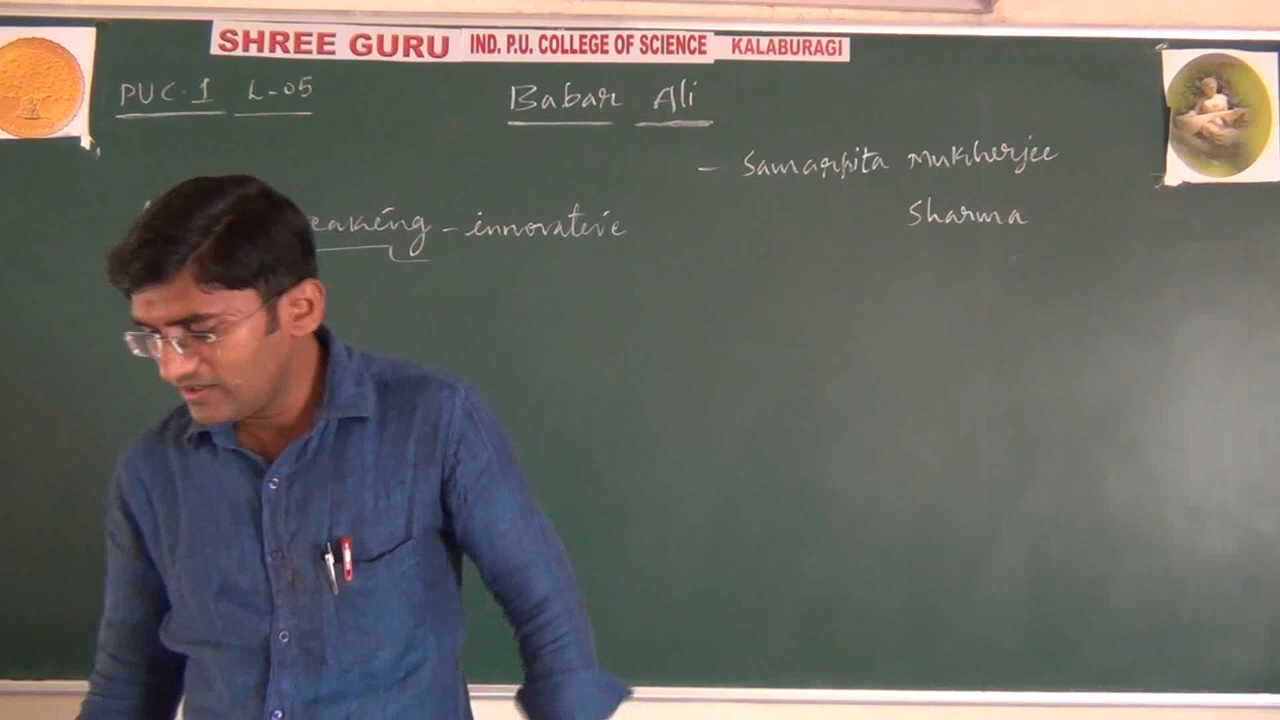 SHREE GURU IND. P.U. COLLEGE OF SCIENCE KALABURAGI
PUC-1 L-05 Babar Ali
- Samarpita Mukherjee
Sharma
eaking - innovative